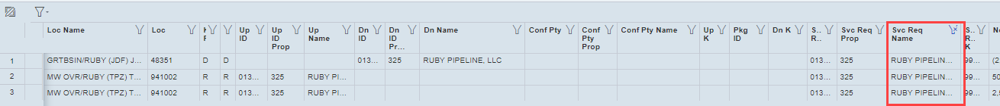 Loc Name Loc Up ID Up ID Prop Up Name Dn ID Dn ID Pr... Dn Name Conf Pty Conf Pty Prop Conf Pty Name Up K Pkg ID Dn K S... R... Svc Req Prop Svc Req Name S... R... K
1 GRTBSIN/RUBY (JDF) J... 48351 D D 013... 325 RUBY PIPELINE, LLC 013... 325 RUBY PIPELIN... 99... (2
2 MW OVR/RUBY (TPZ) T... 941002 R R 013... 325 RUBY PI... 013... 325 RUBY PIPELIN... 99... 50
3 MW OVR/RUBY (TPZ) T... 941002 R R 013... 325 RUBY PI... 013... 325 RUBY PIPELIN... 99... 2,